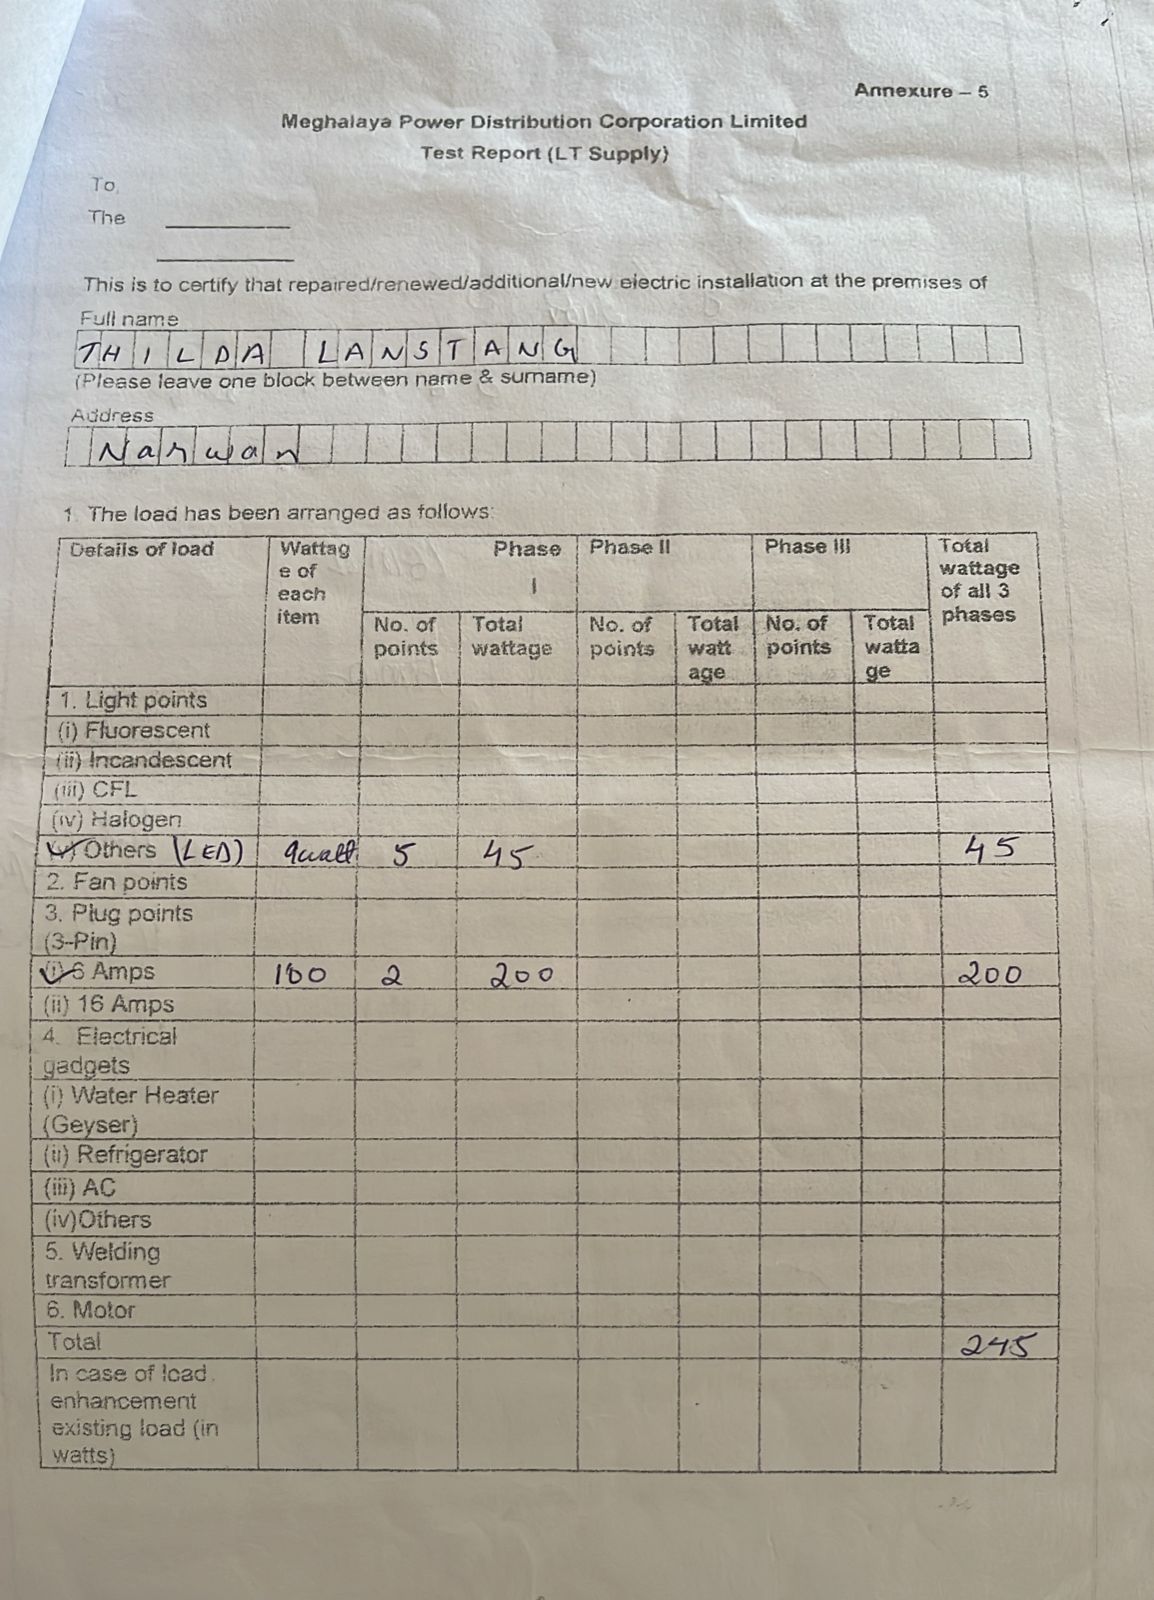 Annexure – 5
Meghalaya Power Distribution Corporation Limited
Test Report (LT Supply)
To,
The
This is to certify that repaired/renewed/additional/new electric installation at the premises of
Full name
THILDA LANSTANG
(Please leave one block between name & surname)
Address
Narwan
1. The load has been arranged as follows:
Details of load Wattag e of each item Phase I Phase II Phase III Total wattage of all 3 phases
No. of points Total wattage No. of points Total watt age No. of points Total watta ge
1. Light points
(i) Fluorescent
(ii) Incandescent
(iii) CFL
(iv) Halogen
(v) Others (LED) 9watt 5 45 45
2. Fan points
3. Plug points
(3-Pin)
(i) 6 Amps 100 2 200 200
(ii) 16 Amps
4. Electrical
gadgets
(i) Water Heater
(Geyser)
(ii) Refrigerator
(iii) AC
(iv)Others
5. Welding
transformer
6. Motor
Total 245
In case of load
enhancement
existing load (in
watts)